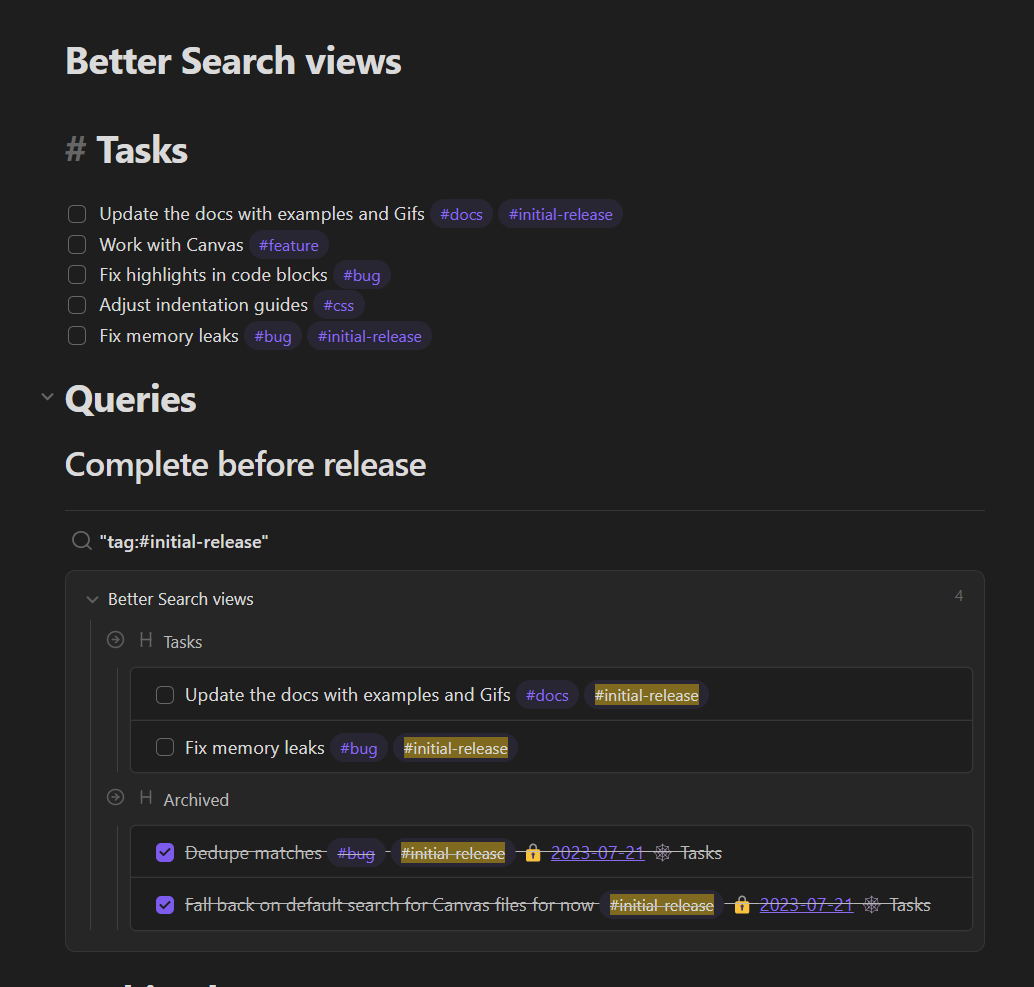 Better Search views
# Tasks
Update the docs with examples and Gifs #docs #initial-release
Work with Canvas #feature
Fix highlights in code blocks #bug
Adjust indentation guides #css
Fix memory leaks #bug #initial-release
Queries
Complete before release
"tag:#initial-release"
Better Search views 4
H Tasks
Update the docs with examples and Gifs #docs #initial-release
Fix memory leaks #bug #initial-release
H Archived
Dedupe matches #bug #initial-release 🔒 2023-07-21 🕸 Tasks
Fall back on default search for Canvas files for now #initial-release 🔒 2023-07-21 🕸 Tasks